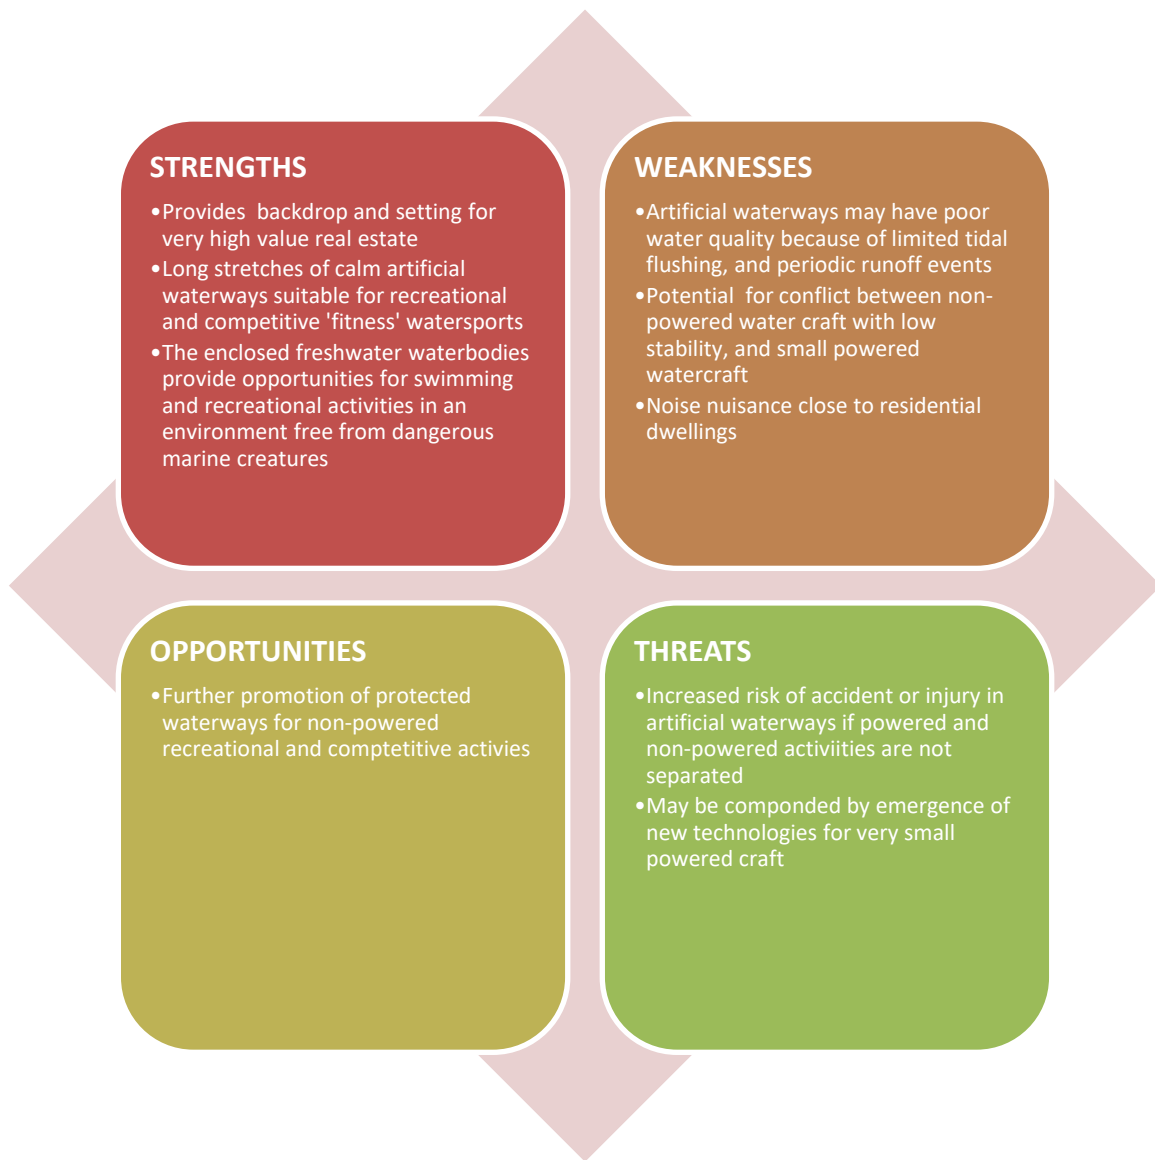 STRENGTHS
•Provides  backdrop and setting for
very high value real estate
•Long stretches of calm artificial
waterways suitable for recreational
and competitive 'fitness' watersports
•The enclosed freshwater waterbodies
provide opportunities for swimming
and recreational activities in an
environment free from dangerous
marine creatures
WEAKNESSES
•Artificial waterways may have poor
water quality because of limited tidal
flushing, and periodic runoff events
•Potential  for conflict between non-
powered water craft with low
stability, and small powered
watercraft
•Noise nuisance close to residential
dwellings
OPPORTUNITIES
•Further promotion of protected
waterways for non-powered
recreational and comptetitive activies
THREATS
•Increased risk of accident or injury in
artificial waterways if powered and
non-powered activiities are not
separated
•May be componded by emergence of
new technologies for very small
powered craft